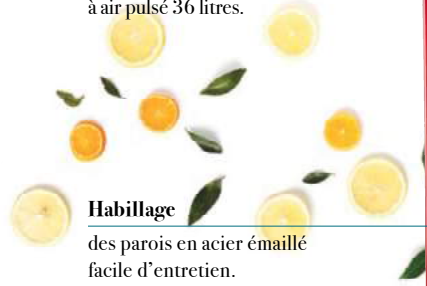 à air pulsé 36 litres.
Habillage
des parois en acier émaillé
facile d’entretien.